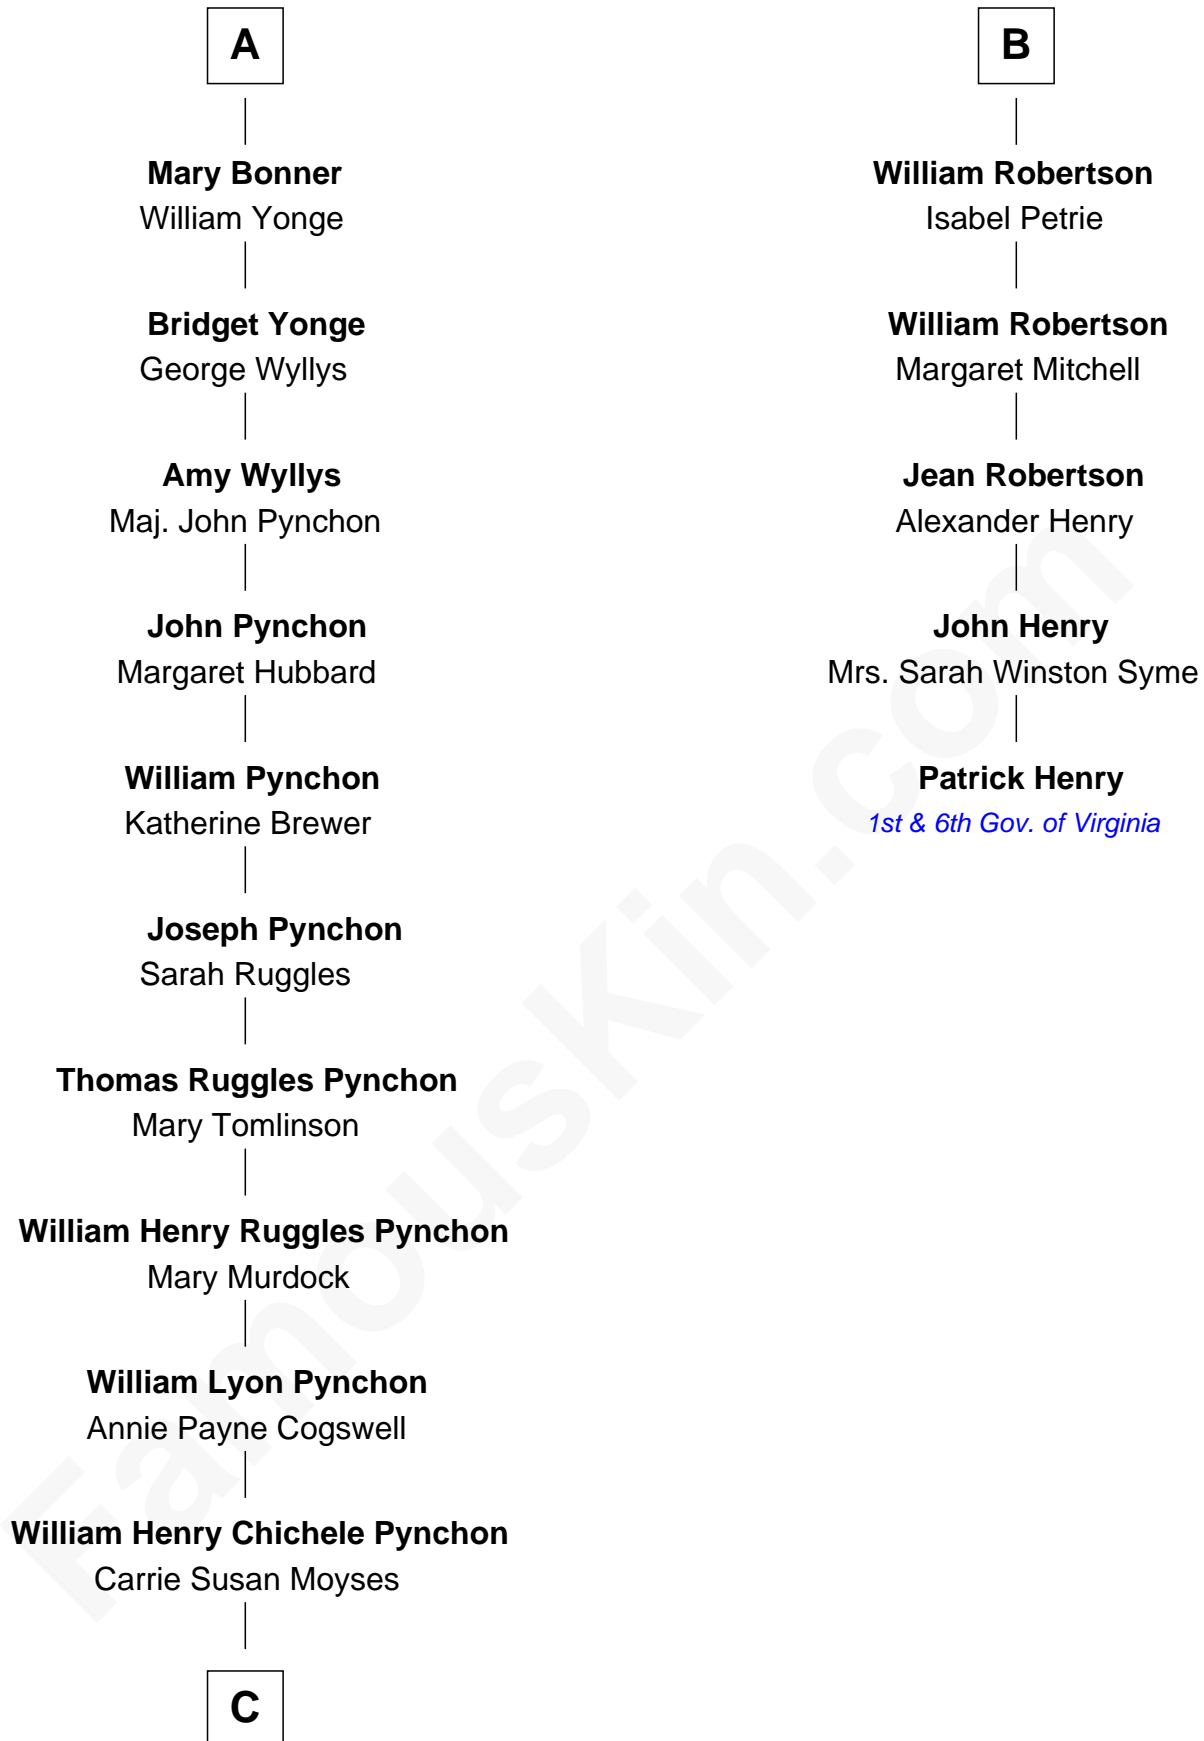 A
Mary Bonner
William Yonge
Bridget Yonge
George Wyllys
Amy Wyllys
Maj. John Pynchon
John Pynchon
Margaret Hubbard
William Pynchon
Katherine Brewer
Joseph Pynchon
Sarah Ruggles
Thomas Ruggles Pynchon
Mary Tomlinson
William Henry Ruggles Pynchon
Mary Murdock
William Lyon Pynchon
Annie Payne Cogswell
William Henry Chichele Pynchon
Carrie Susan Moyses
C
B
William Robertson
Isabel Petrie
William Robertson
Margaret Mitchell
Jean Robertson
Alexander Henry
John Henry
Mrs. Sarah Winston Syme
Patrick Henry
1st & 6th Gov. of Virginia
FamousKin.com